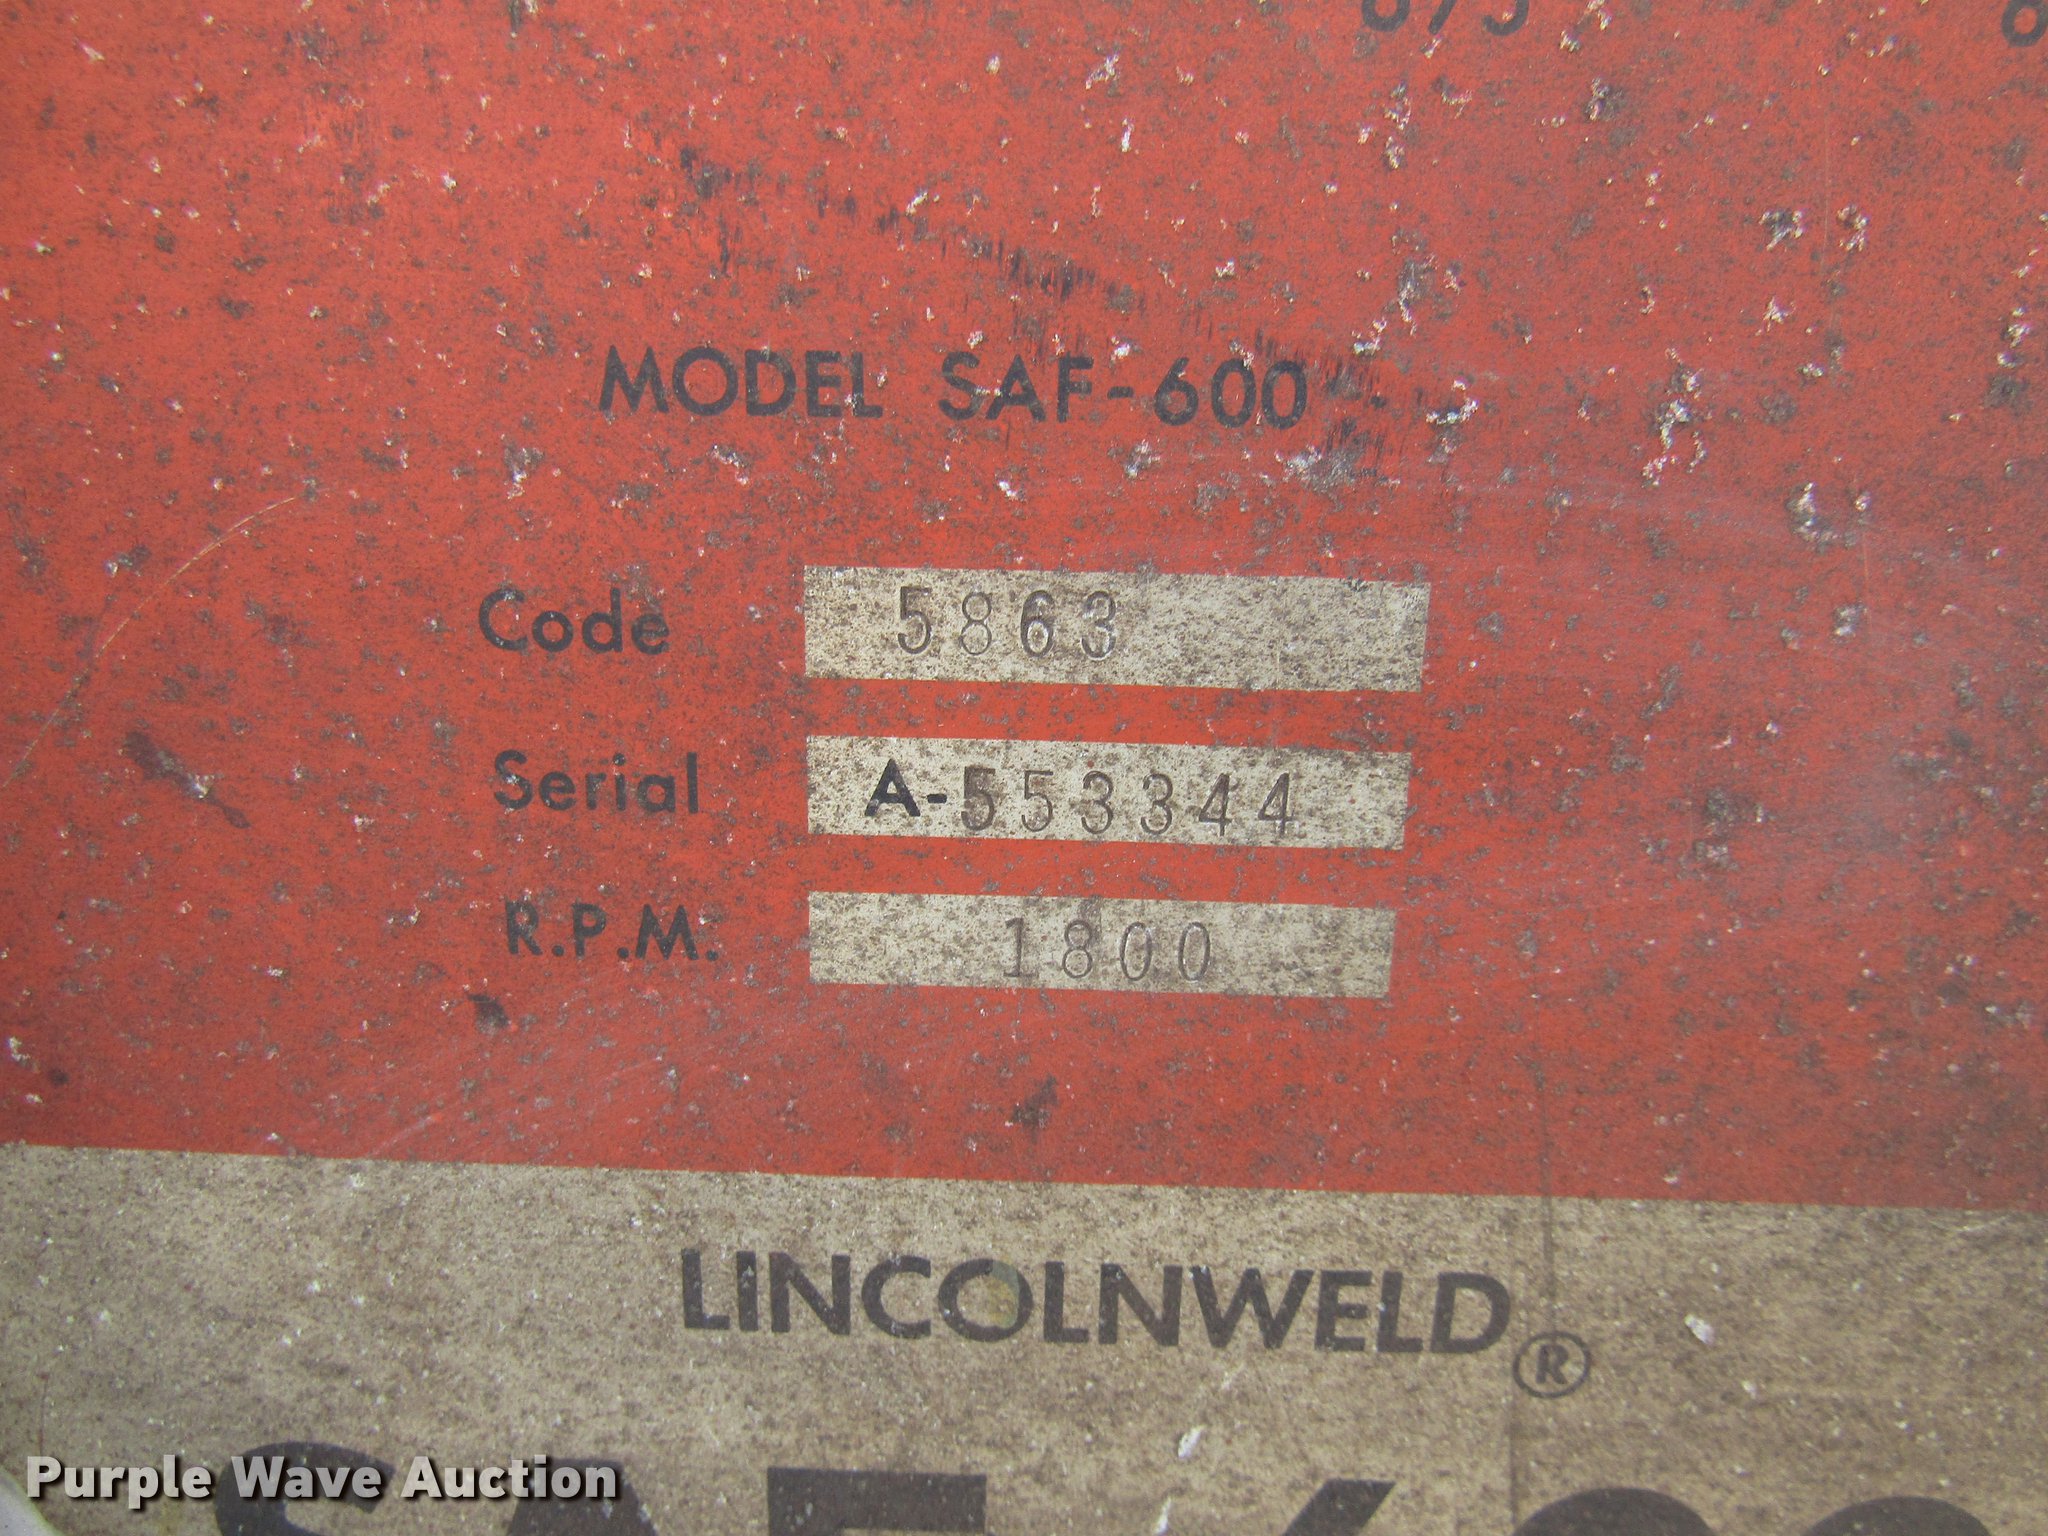 MODEL SAF-600
Code 5863
Serial A-553344
R.P.M. 1800
LINCOLNWELD®
Purple Wave Auction